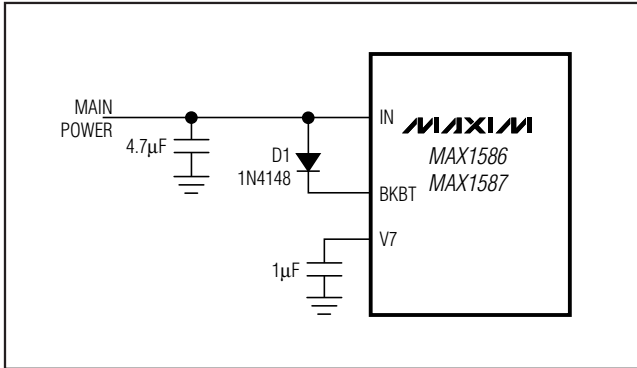 MAIN
POWER
4.7μF
D1
1N4148
IN
MAXIM
MAX1586
MAX1587
BKBT
V7
1μF